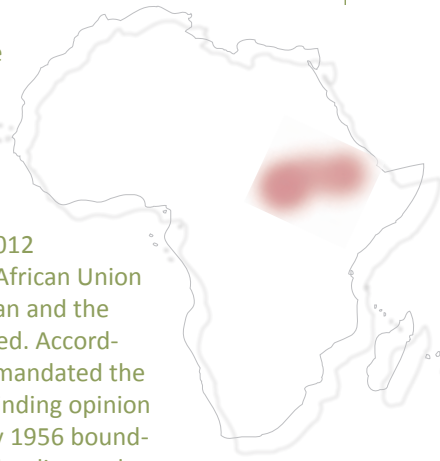 e
012
African Union
an and the
ed. Accord-
mandated the
nding opinion
y 1956 bound-